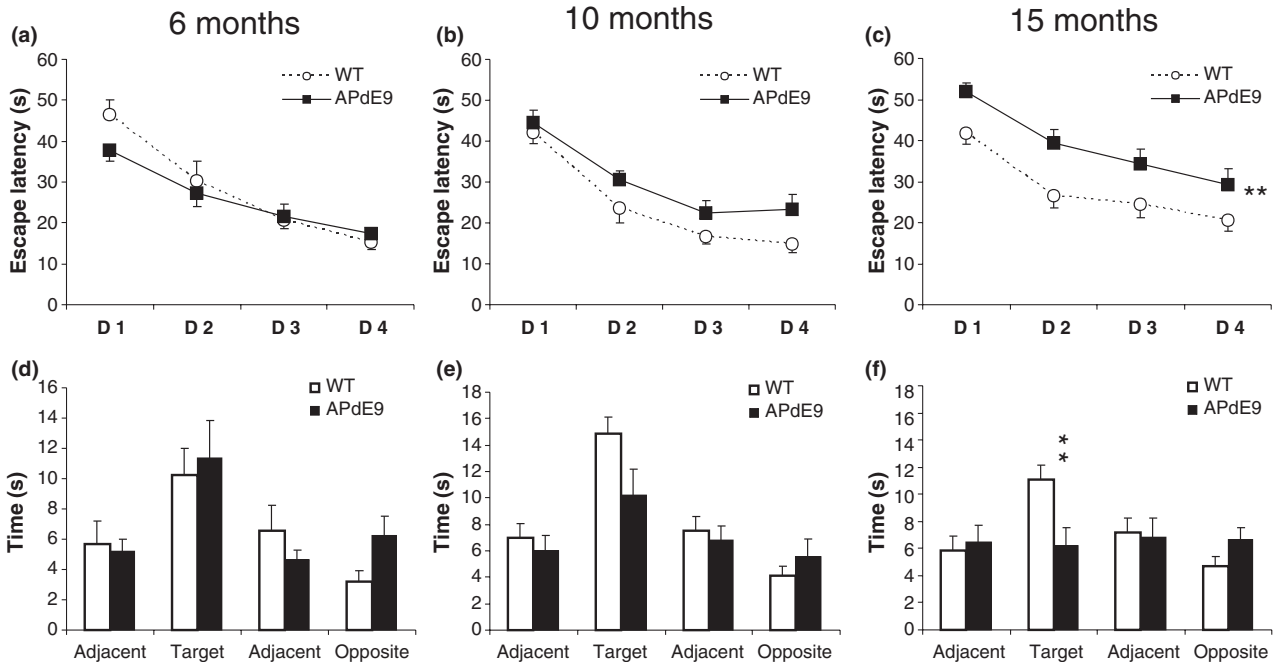 6 months
10 months
15 months
(a)
Escape latency (s)
60
50
40
30
20
10
0
WT
APdE9
D 1 D 2 D 3 D 4
(b)
Escape latency (s)
60
50
40
30
20
10
0
WT
APdE9
D 1 D 2 D 3 D 4
(c)
Escape latency (s)
60
50
40
30
20
10
0
WT
APdE9
**
D 1 D 2 D 3 D 4
(d)
Time (s)
16
14
12
10
8
6
4
2
0
WT
APdE9
Adjacent Target Adjacent Opposite
(e)
Time (s)
18
16
14
12
10
8
6
4
2
0
WT
APdE9
Adjacent Target Adjacent Opposite
(f)
Time (s)
18
16
14
12
10
8
6
4
2
0
WT
APdE9
**
Adjacent Target Adjacent Opposite